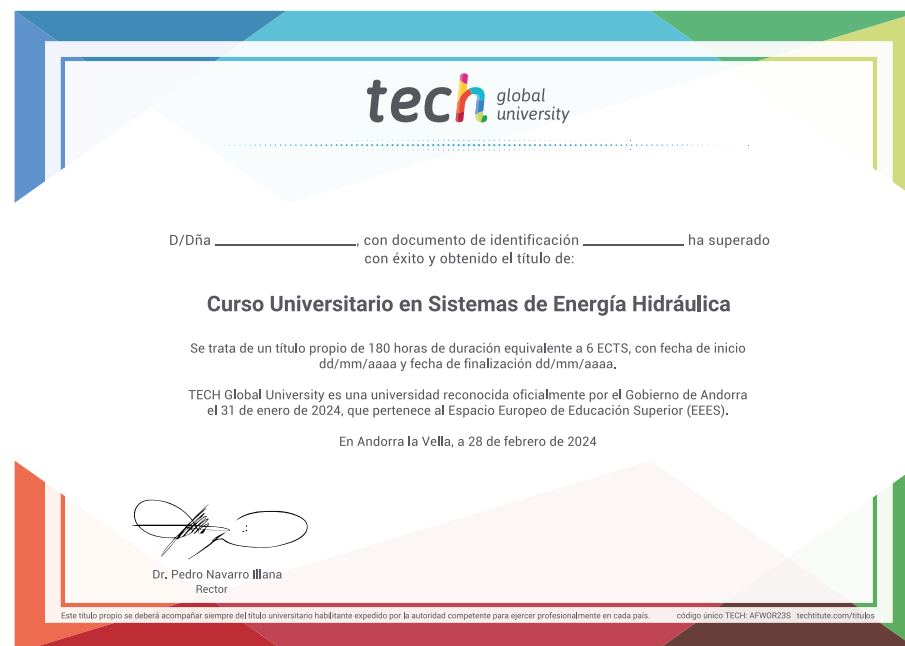 tech global university
D/Dña ______________, con documento de identificación ____________ ha superado
con éxito y obtenido el título de:
Curso Universitario en Sistemas de Energía Hidráulica
Se trata de un título propio de 180 horas de duración equivalente a 6 ECTS, con fecha de inicio
dd/mm/aaaa y fecha de finalización dd/mm/aaaa.
TECH Global University es una universidad reconocida oficialmente por el Gobierno de Andorra
el 31 de enero de 2024, que pertenece al Espacio Europeo de Educación Superior (EEES).
En Andorra la Vella, a 28 de febrero de 2024
Dr. Pedro Navarro Illana
Rector
Este título propio se deberá acompañar siempre del título universitario habilitante expedido por la autoridad competente para ejercer profesionalmente en cada país. código único TECH: AFWOR23S techtitute.com/titulos